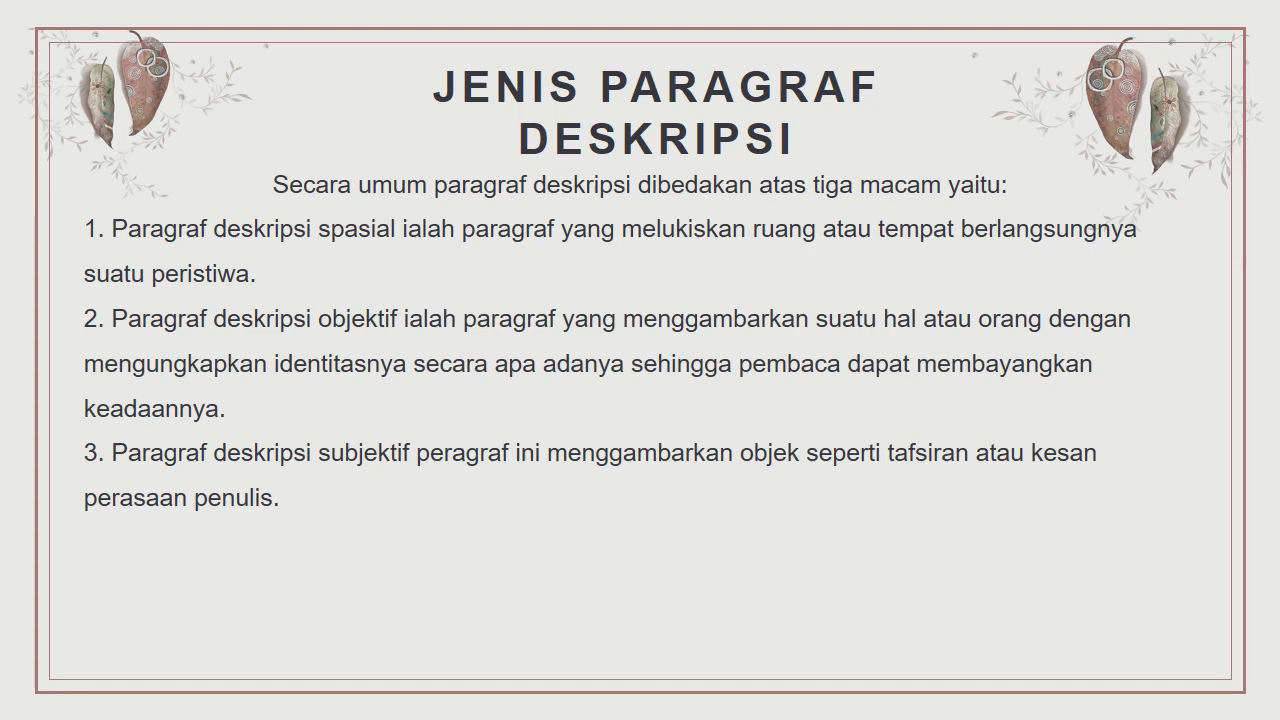 JENIS PARAGRAF
DESKRIPSI
Secara umum paragraf deskripsi dibedakan atas tiga macam yaitu:
1. Paragraf deskripsi spasial ialah paragraf yang melukiskan ruang atau tempat berlangsungnya
suatu peristiwa.
2. Paragraf deskripsi objektif ialah paragraf yang menggambarkan suatu hal atau orang dengan
mengungkapkan identitasnya secara apa adanya sehingga pembaca dapat membayangkan
keadaannya.
3. Paragraf deskripsi subjektif peragraf ini menggambarkan objek seperti tafsiran atau kesan
perasaan penulis.